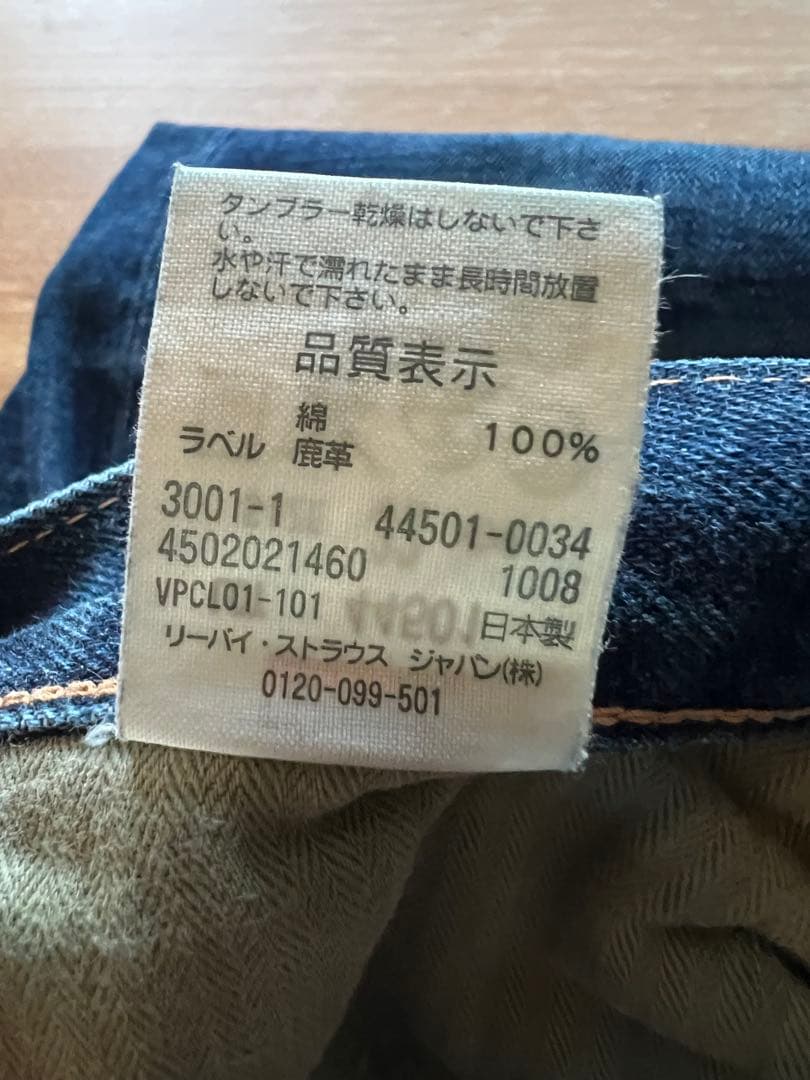 タンブラー乾燥はしないで下さ
い。
水や汗で濡れたまま長時間放置
しないで下さい。
品質表示
綿 100%
ラベル 鹿革
3001-1 44501-0034
4502021460 1008
VPCL01-101 日本製
リーバイ・ストラウス ジャパン(株)
0120-099-501